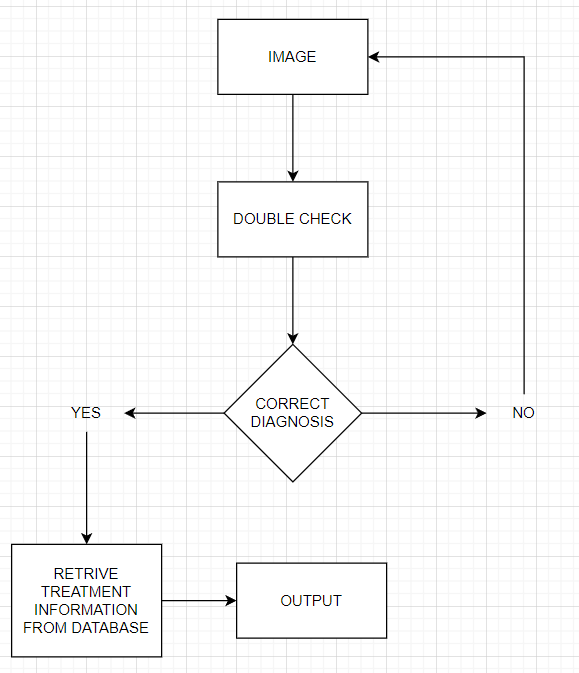 IMAGE
DOUBLE CHECK
CORRECT
DIAGNOSIS
YES
NO
RETRIVE
TREATMENT
INFORMATION
FROM DATABASE
OUTPUT